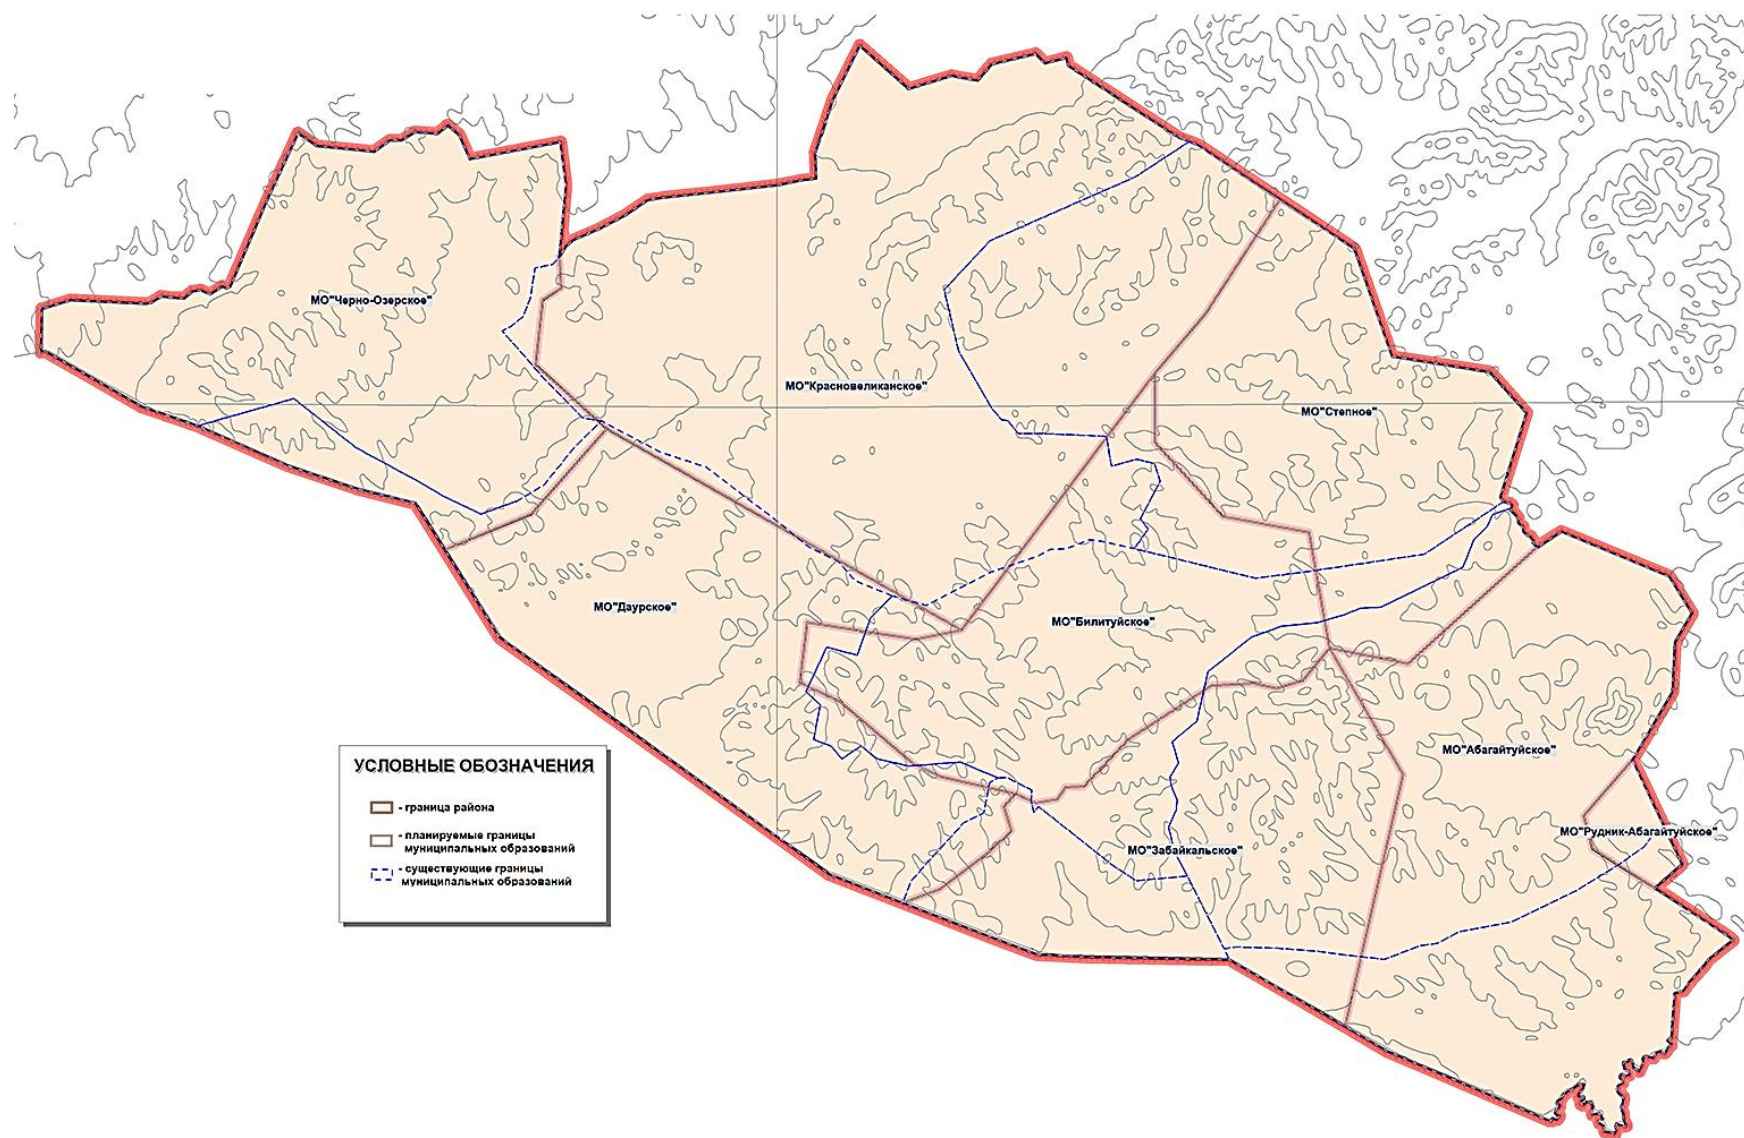 МО"Черно-Озерское"
МО"Красновеликанское"
МО"Степное"
МО"Даурское"
МО"Билитуйское"
МО"Абагайтуйское"
МО"Рудник-Абагайтуйское"
МО"Забайкальское"
УСЛОВНЫЕ ОБОЗНАЧЕНИЯ
- граница района
- планируемые границы
муниципальных образований
- существующие границы
муниципальных образований